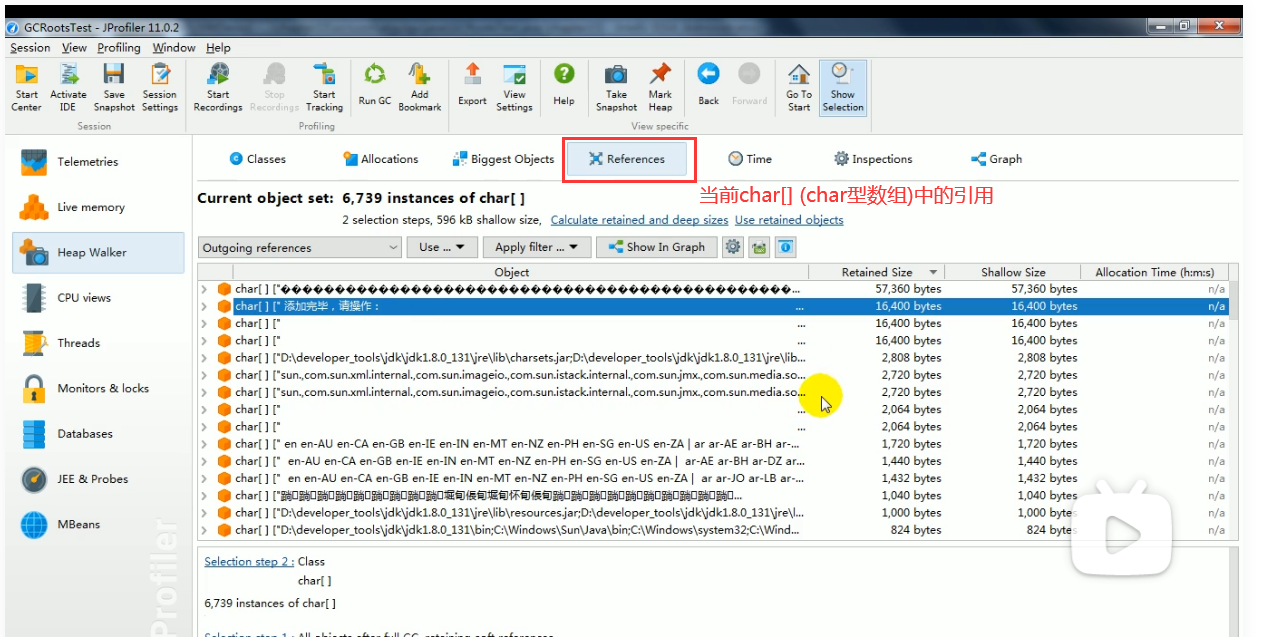 GCRootsTest - JProfiler 11.0.2
Session View Profiling Window Help
Start Center
Activate IDE
Save Snapshot
Session Settings
Start Recordings
Stop Recordings
Start Tracking
Run GC
Add Bookmark
Export
View Settings
Help
Take Snapshot
Mark Heap
Back
Forward
Go To Start
Show Selection
Session
Profiling
View specific
Telemetries
Live memory
Heap Walker
CPU views
Threads
Monitors & locks
Databases
JEE & Probes
MBeans
JProfiler
Classes
Allocations
Biggest Objects
References
Time
Inspections
Graph
当前char[] (char型数组)中的引用
Current object set: 6,739 instances of char[ ]
2 selection steps, 596 kB shallow size, Calculate retained and deep sizes Use retained objects
Outgoing references
Use ...
Apply filter ...
Show In Graph
Object Retained Size Shallow Size Allocation Time (h:m:s)
char[ ] ["... 57,360 bytes 57,360 bytes n/a
char[ ] [" 添加完毕，请操作： ... 16,400 bytes 16,400 bytes n/a
char[ ] [" ... 16,400 bytes 16,400 bytes n/a
char[ ] [" ... 16,400 bytes 16,400 bytes n/a
char[ ] ["D:\developer_tools\jdk\jdk1.8.0_131\jre\lib\charsets.jar;D:\developer_tools\jdk\jdk1.8.0_131\jre\lib... 2,808 bytes 2,808 bytes n/a
char[ ] ["sun.,com.sun.xml.internal.,com.sun.imageio.,com.sun.istack.internal.,com.sun.jmx.,com.sun.media.so... 2,720 bytes 2,720 bytes n/a
char[ ] ["sun.,com.sun.xml.internal.,com.sun.imageio.,com.sun.istack.internal.,com.sun.jmx.,com.sun.media.so... 2,720 bytes 2,720 bytes n/a
char[ ] [" ... 2,064 bytes 2,064 bytes n/a
char[ ] [" ... 2,064 bytes 2,064 bytes n/a
char[ ] [" en en-AU en-CA en-GB en-IE en-IN en-MT en-NZ en-PH en-SG en-US en-ZA | ar ar-AE ar-BH ar-... 1,720 bytes 1,720 bytes n/a
char[ ] [" en-AU en-CA en-GB en-IE en-IN en-MT en-NZ en-PH en-SG en-US en-ZA | ar-AE ar-BH ar-DZ ar... 1,440 bytes 1,440 bytes n/a
char[ ] [" en en-AU en-CA en-GB en-IE en-IN en-MT en-NZ en-PH en-SG en-US en-ZA | ar ar-JO ar-LB ar-... 1,432 bytes 1,432 bytes n/a
char[ ] [" ... 1,040 bytes 1,040 bytes n/a
char[ ] ["D:\developer_tools\jdk\jdk1.8.0_131\jre\lib\resources.jar;D:\developer_tools\jdk\jdk1.8.0_131\jre\l... 1,000 bytes 1,000 bytes n/a
char[ ] ["D:\developer_tools\jdk\jdk1.8.0_131\bin;C:\Windows\Sun\Java\bin;C:\Windows\system32;C:\Wind... 824 bytes 824 bytes n/a
Selection step 2 : Class
char[ ]
6,739 instances of char[ ]
Selection step 1 : All objects after full GC, retaining soft references